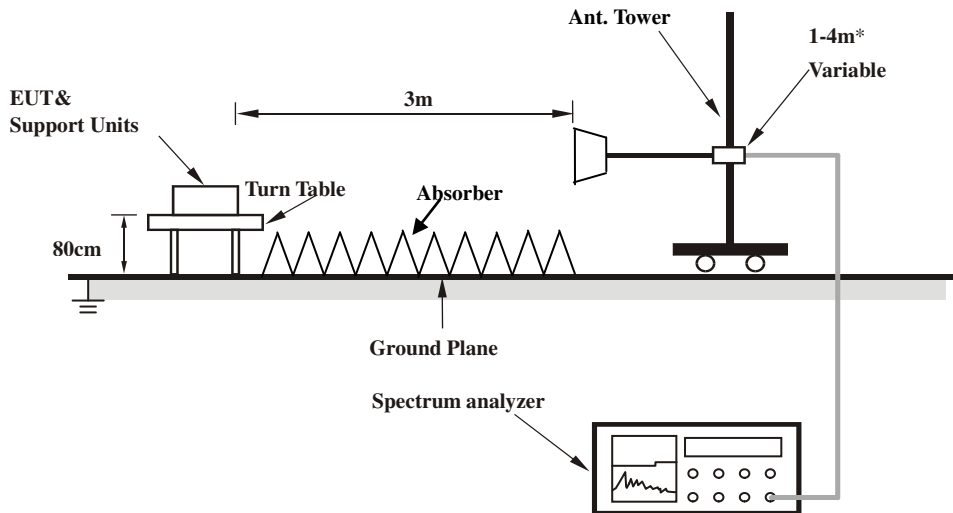 Ant. Tower
1-4m*
Variable
EUT&
Support Units
3m
Turn Table
Absorber
80cm
Ground Plane
Spectrum analyzer